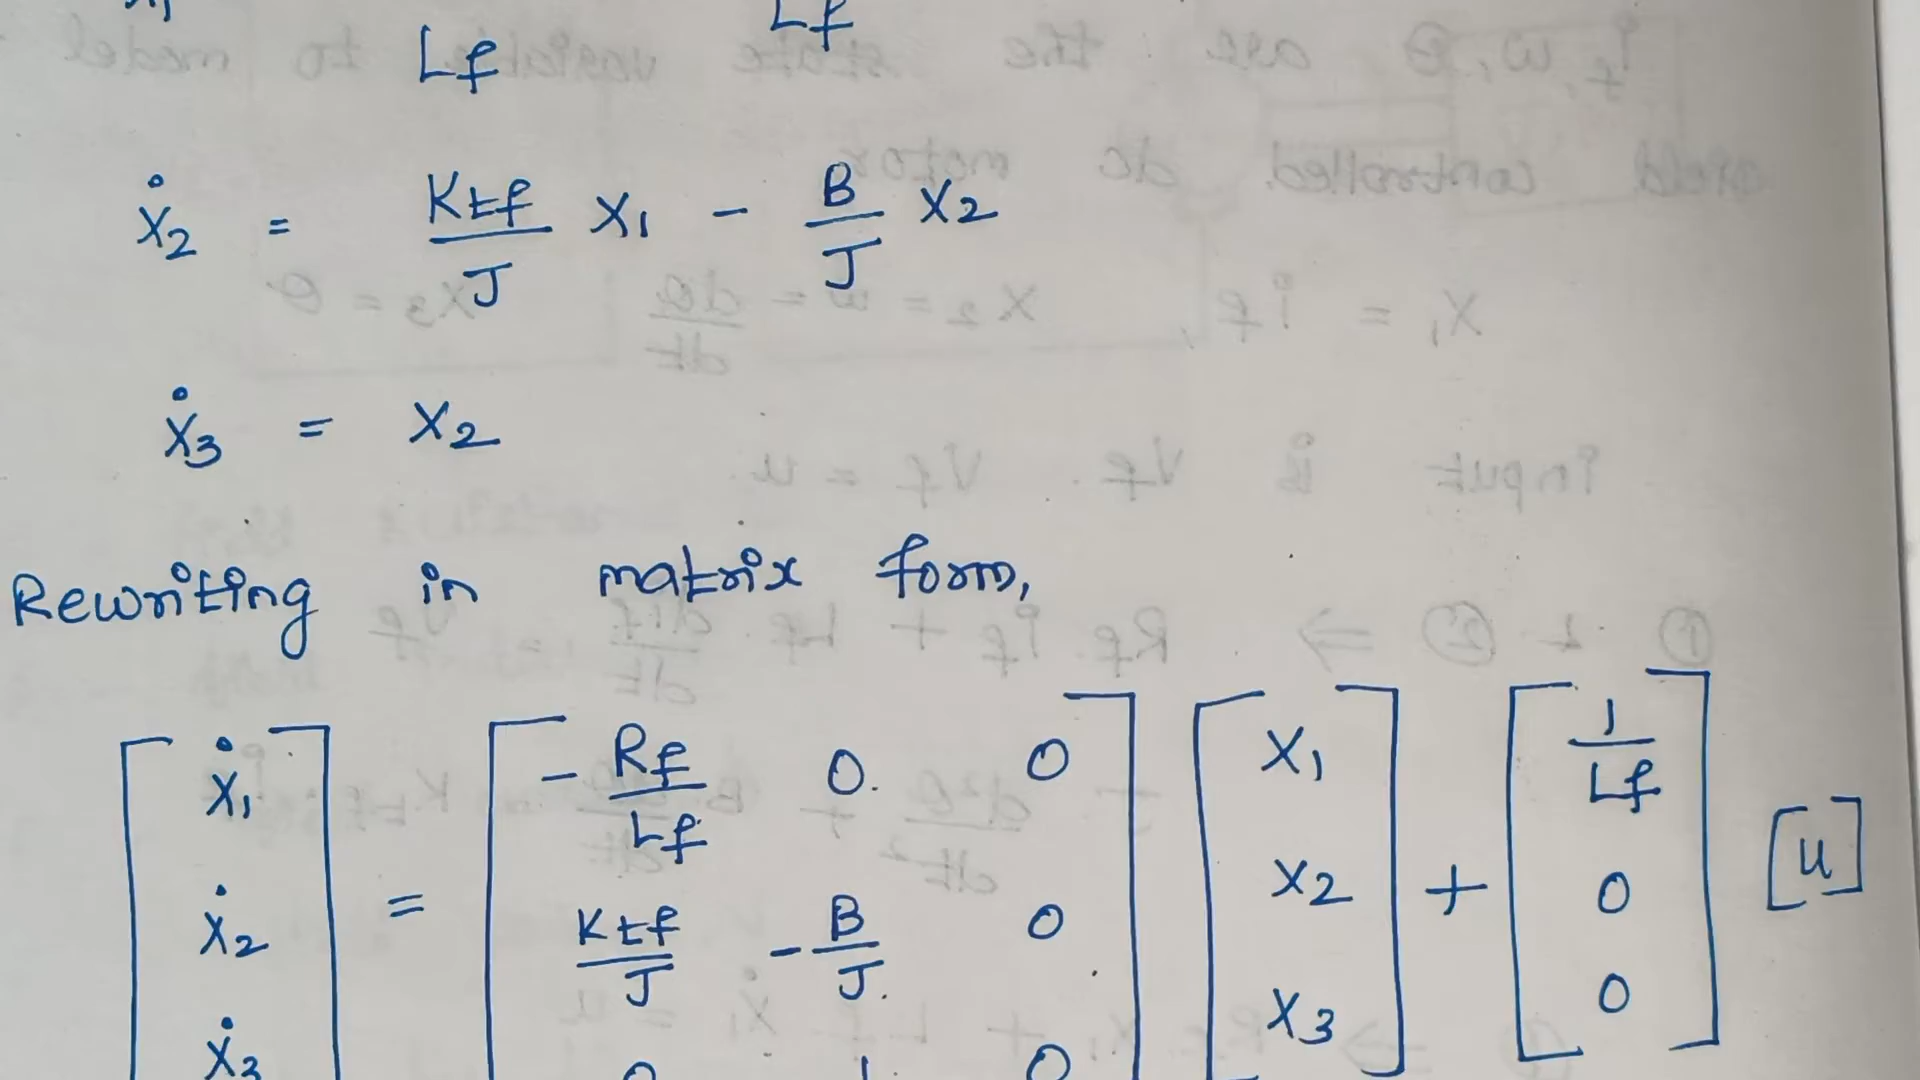 Lf Lf
ẋ2 = Ktf/J x1 - B/J x2
ẋ3 = x2
Rewriting in matrix form,
[ẋ1 ẋ2 ẋ3] = [-Rf/Lf 0 0; Ktf/J -B/J 0; 0 1 0] [x1 x2 x3] + [1/Lf 0 0] [u]